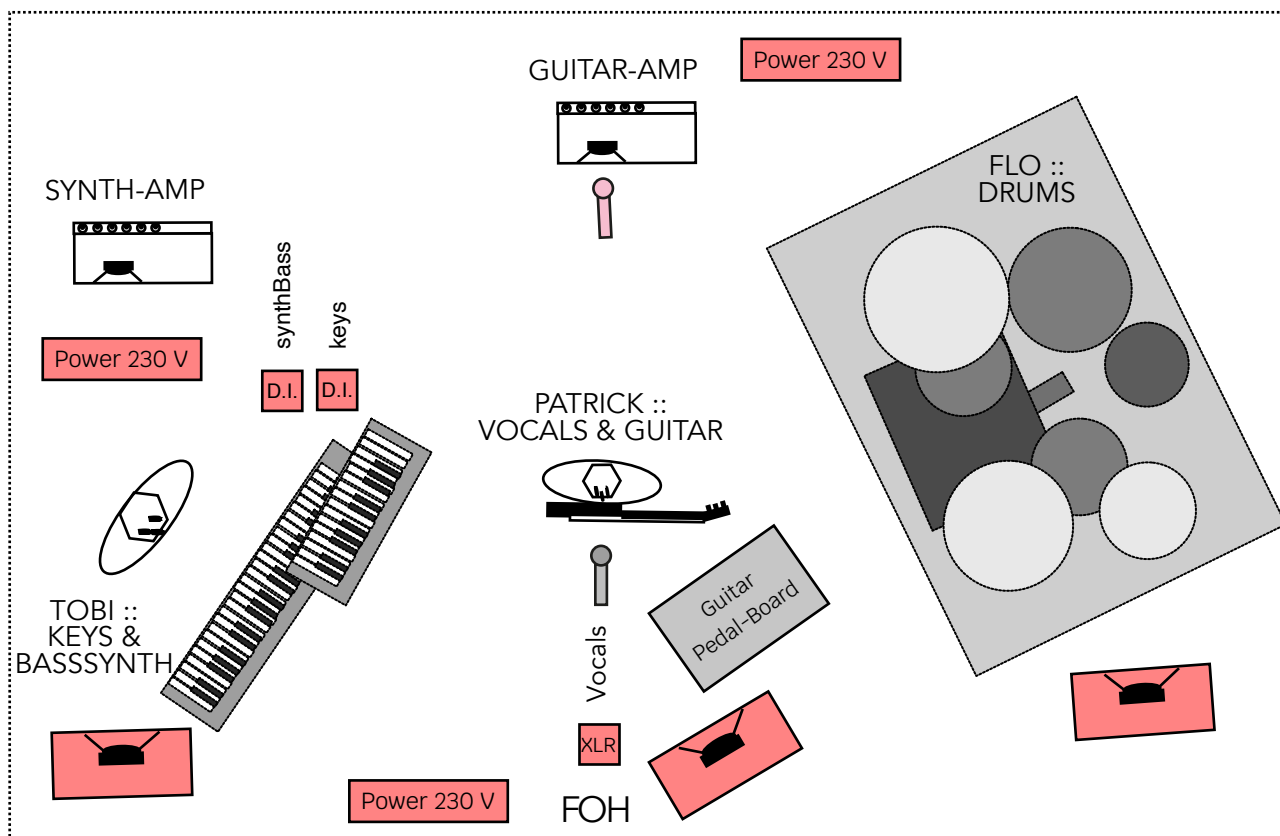 Power 230 V
GUITAR-AMP
FLO ::
DRUMS
SYNTH-AMP
synthBass
keys
Power 230 V
D.I.
D.I.
PATRICK ::
VOCALS & GUITAR
TOBI ::
KEYS &
BASSSYNTH
Guitar
Pedal-Board
Vocals
XLR
Power 230 V
FOH